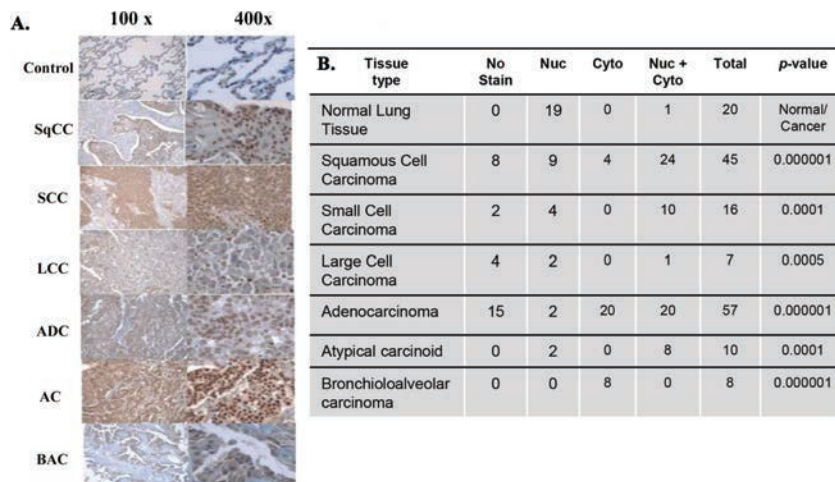 A.
100 x 400x
Control
SqCC
SCC
LCC
ADC
AC
BAC
B.
Tissue type No Stain Nuc Cyto Nuc + Cyto Total p-value
Normal Lung Tissue 0 19 0 1 20 Normal/ Cancer
Squamous Cell Carcinoma 8 9 4 24 45 0.000001
Small Cell Carcinoma 2 4 0 10 16 0.0001
Large Cell Carcinoma 4 2 0 1 7 0.0005
Adenocarcinoma 15 2 20 20 57 0.000001
Atypical carcinoid 0 2 0 8 10 0.0001
Bronchioloalveolar carcinoma 0 0 8 0 8 0.000001